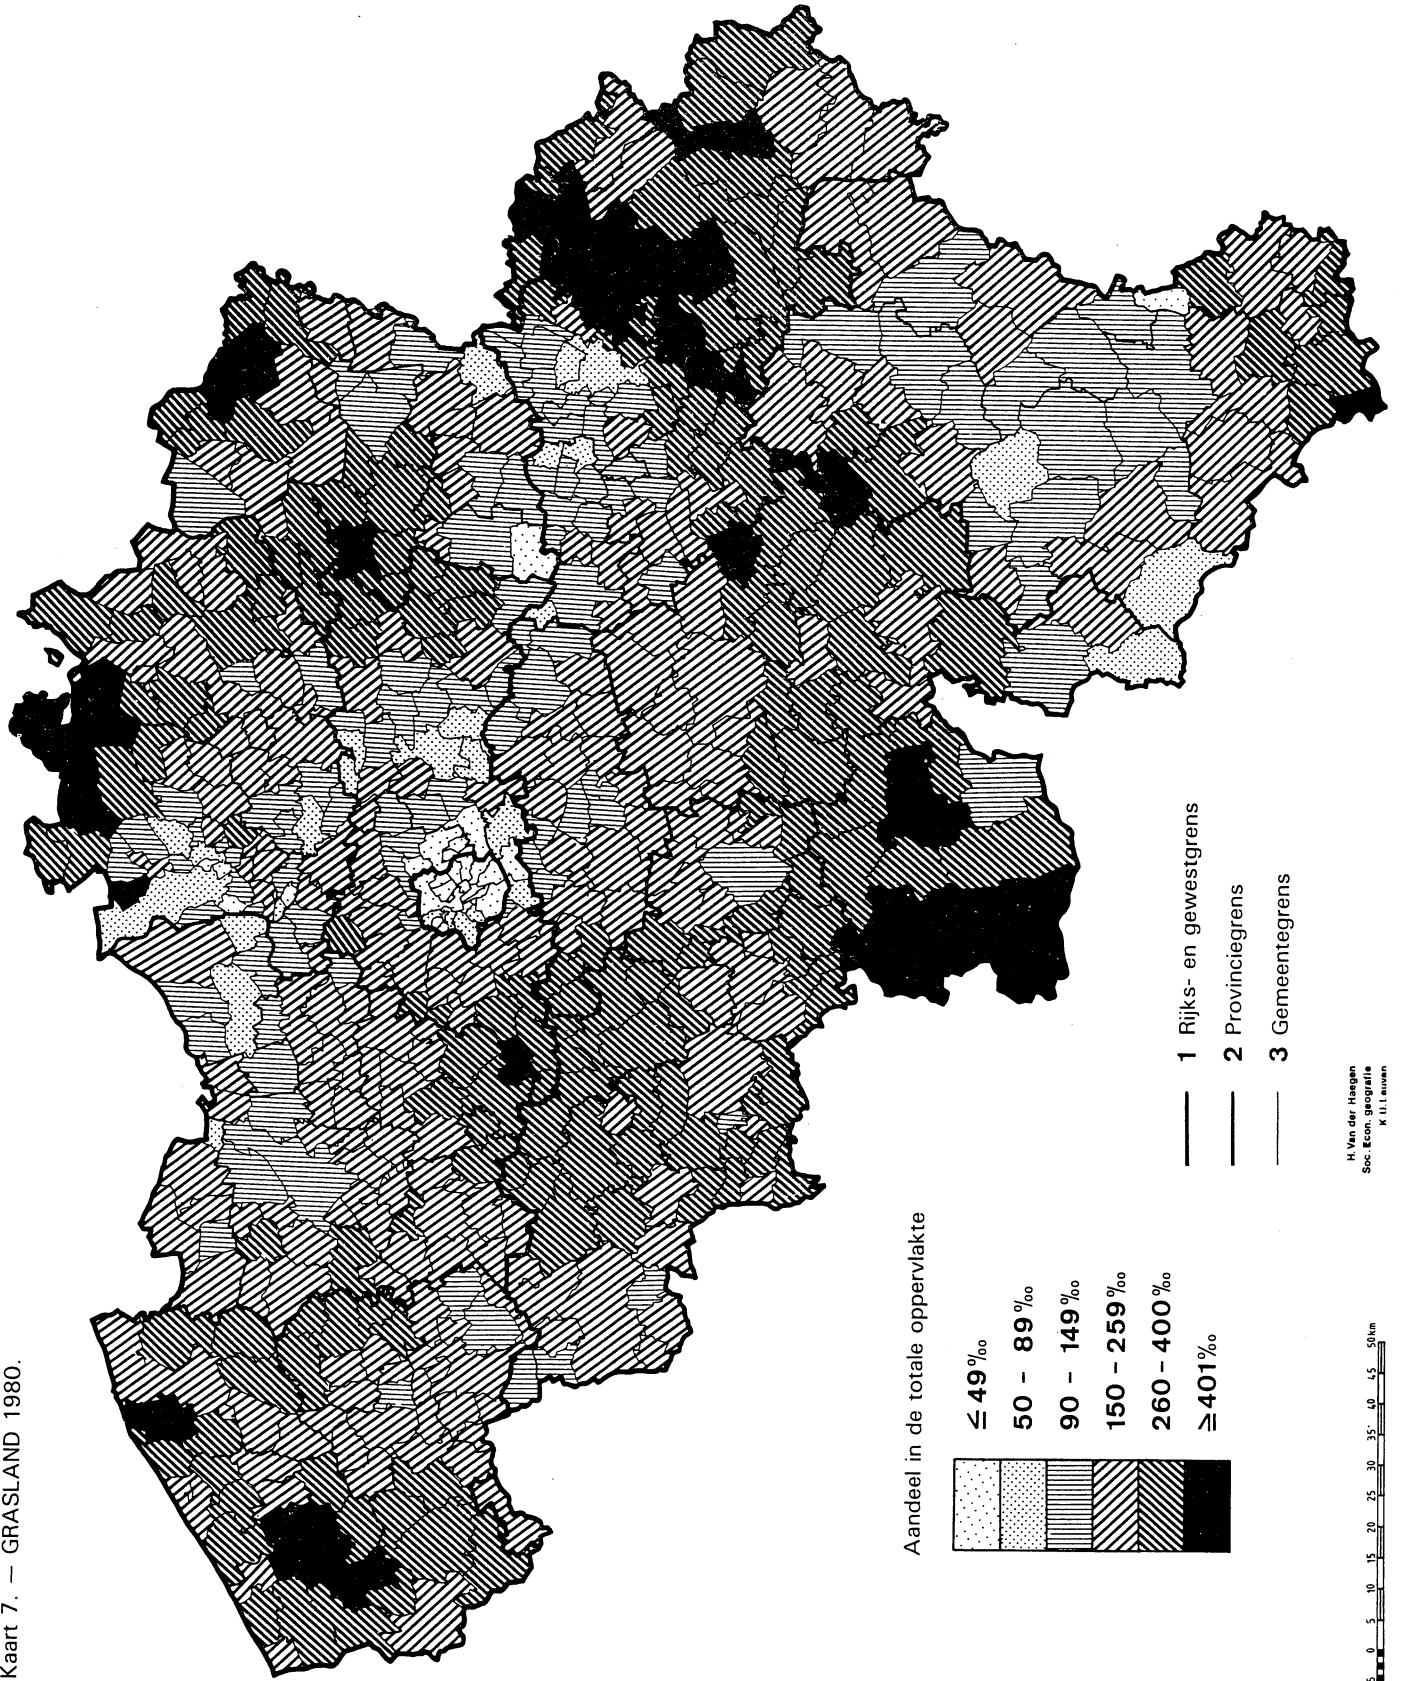 Kaart 7. — GRASLAND 1980.
Aandeel in de totale oppervlakte
≦ 49‰
50 - 89‰
90 - 149‰
150 - 259‰
260 - 400‰
≧ 401‰
1 Rijks- en gewestgrens
2 Provinciegrens
3 Gemeentegrens
5 0 5 10 15 20 25 30 35 40 45 50km
H. Van der Haegen
Soc. Econ. geografie
K.U. Leuven